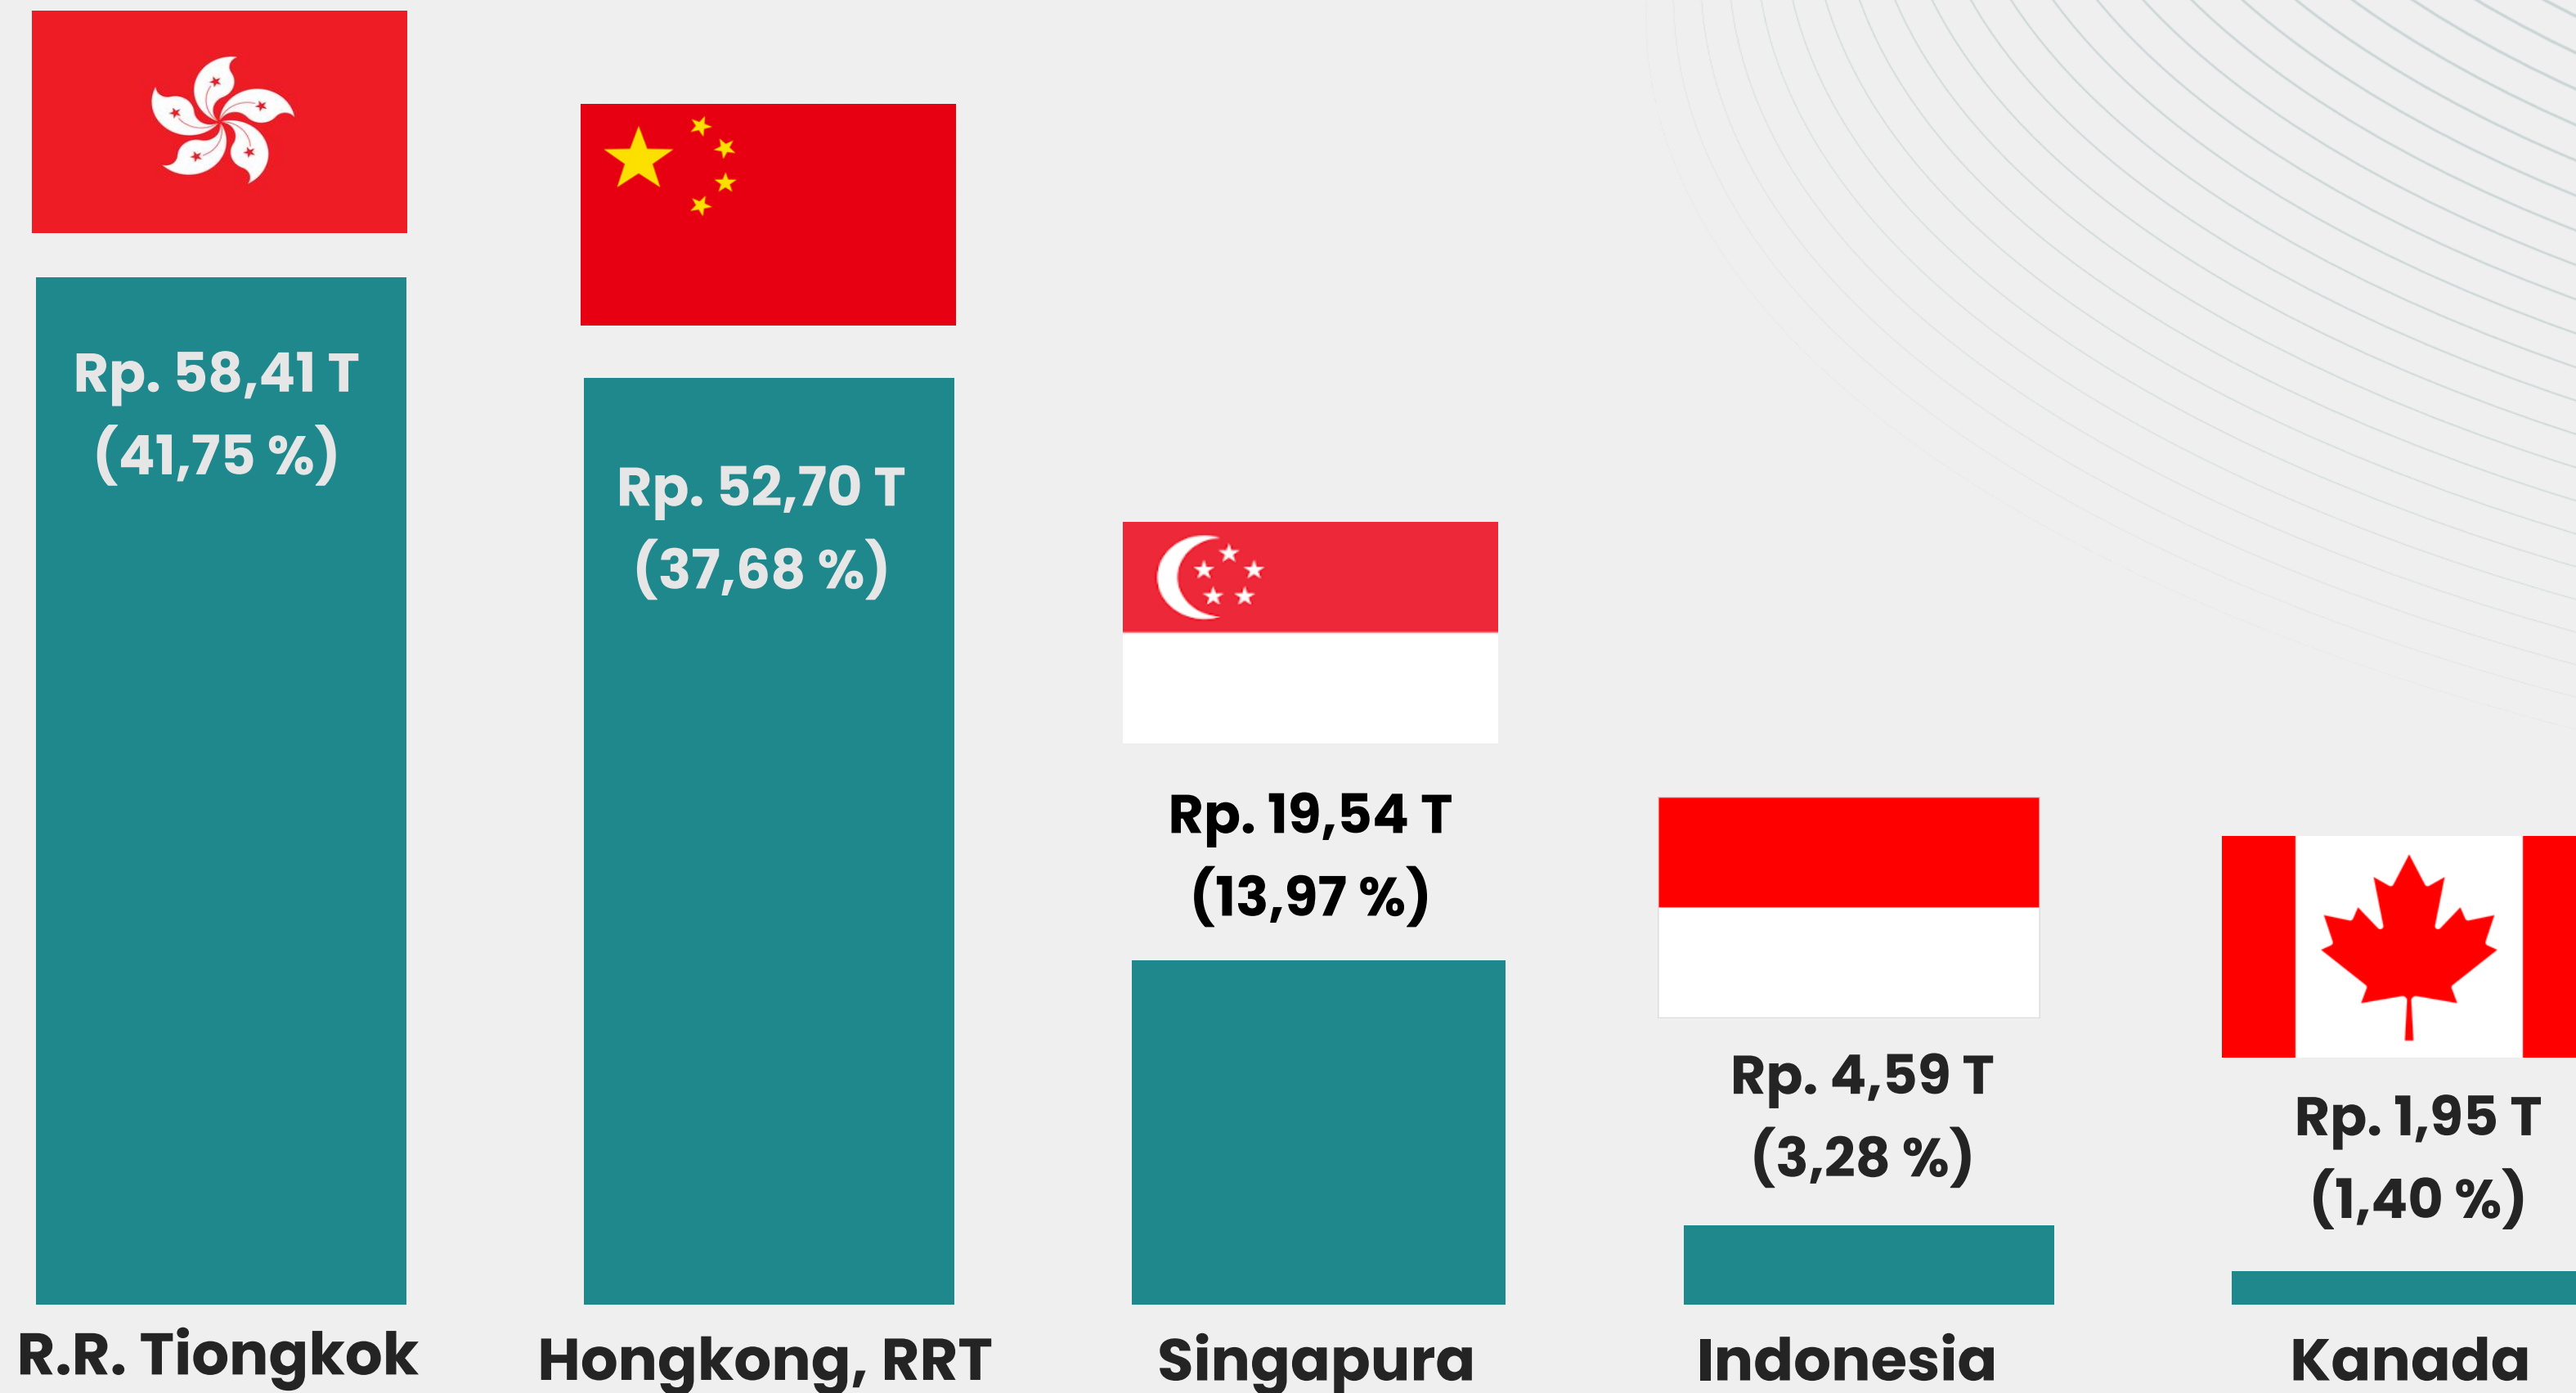 Rp. 58,41 T
(41,75 %)
Rp. 52,70 T
(37,68 %)
Rp. 19,54 T
(13,97 %)
Rp. 4,59 T
(3,28 %)
Rp. 1,95 T
(1,40 %)
R.R. Tiongkok
Hongkong, RRT
Singapura
Indonesia
Kanada